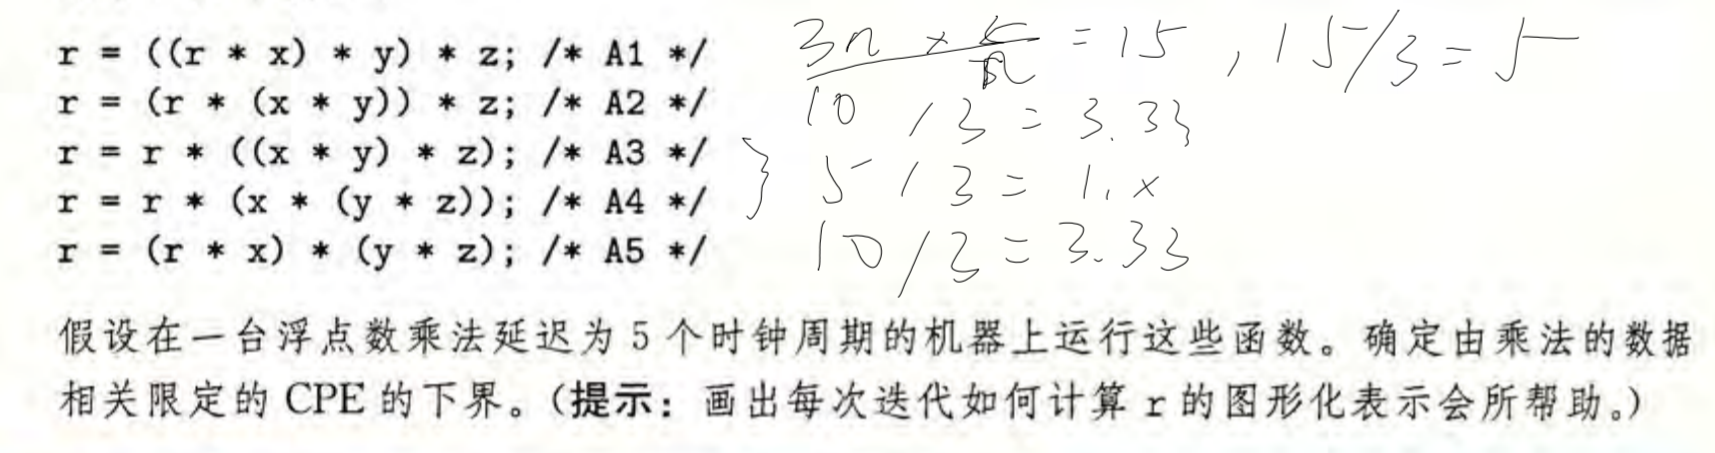 r = ((r * x) * y) * z; /* A1 */ 3n × 5/n = 15, 15/3 = 5
r = (r * (x * y)) * z; /* A2 */ 10 / 3 = 3.33
r = r * ((x * y) * z); /* A3 */
r = r * (x * (y * z)); /* A4 */ } 5 / 3 = 1.x
r = (r * x) * (y * z); /* A5 */ 10/3 = 3.33
假设在一台浮点数乘法延迟为 5 个时钟周期的机器上运行这些函数。确定由乘法的数据
相关限定的 CPE 的下界。(提示：画出每次迭代如何计算 r 的图形化表示会所帮助。)